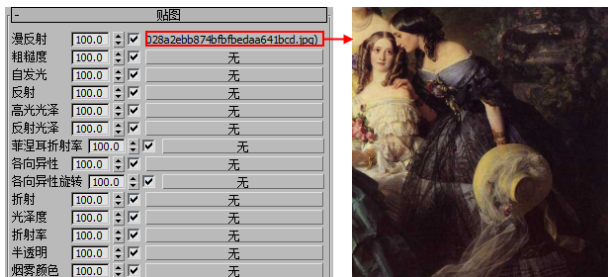 - 贴图
漫反射 100.0 028a2ebb874bfbfbedaa641bcd.jpg)
粗糙度 100.0 无
自发光 100.0 无
反射 100.0 无
高光光泽 100.0 无
反射光泽 100.0 无
菲涅耳折射率 100.0 无
各向异性 100.0 无
各向异性旋转 100.0 无
折射 100.0 无
光泽度 100.0 无
折射率 100.0 无
半透明 100.0 无
烟雾颜色 100.0 无